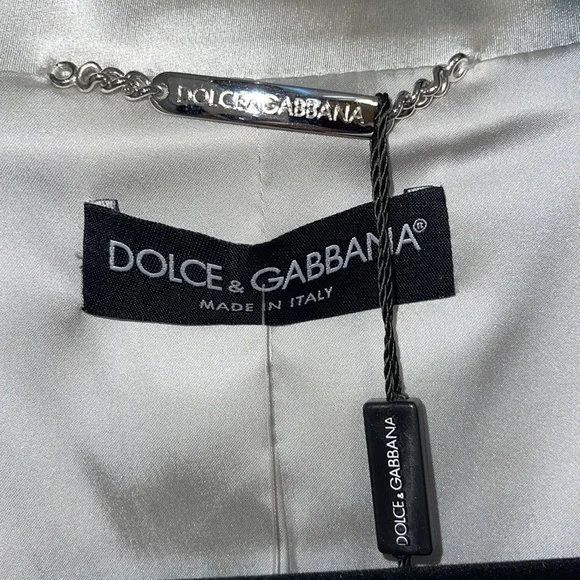 DOLCE&GABBANA
DOLCE & GABBANA®
MADE IN ITALY
DOLCE & GABBANA